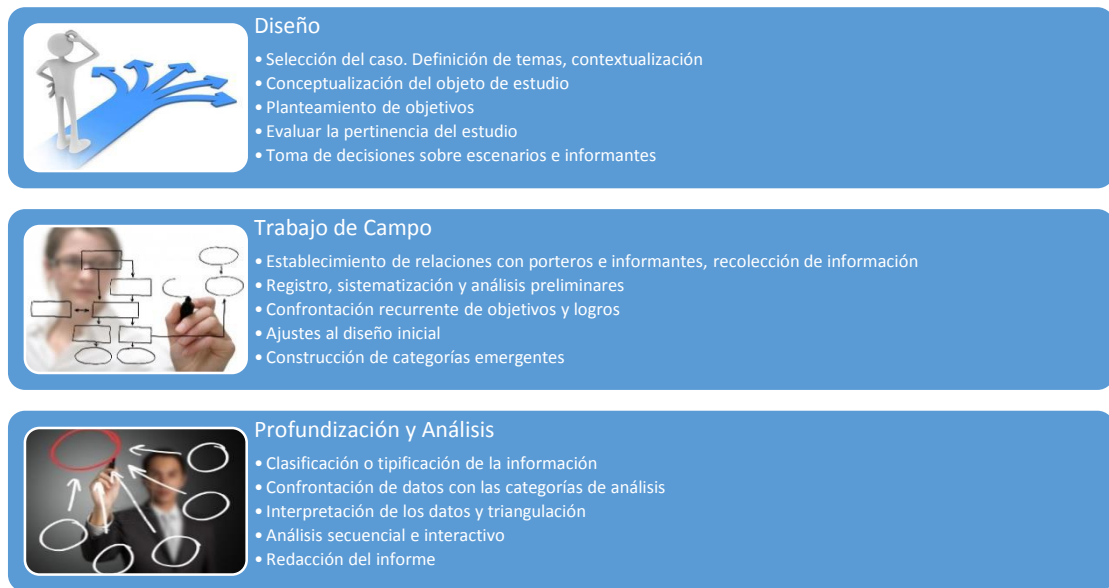 Diseño
• Selección del caso. Definición de temas, contextualización
• Conceptualización del objeto de estudio
• Planteamiento de objetivos
• Evaluar la pertinencia del estudio
• Toma de decisiones sobre escenarios e informantes
Trabajo de Campo
• Establecimiento de relaciones con porteros e informantes, recolección de información
• Registro, sistematización y análisis preliminares
• Confrontación recurrente de objetivos y logros
• Ajustes al diseño inicial
• Construcción de categorías emergentes
Profundización y Análisis
• Clasificación o tipificación de la información
• Confrontación de datos con las categorías de análisis
• Interpretación de los datos y triangulación
• Análisis secuencial e interactivo
• Redacción del informe